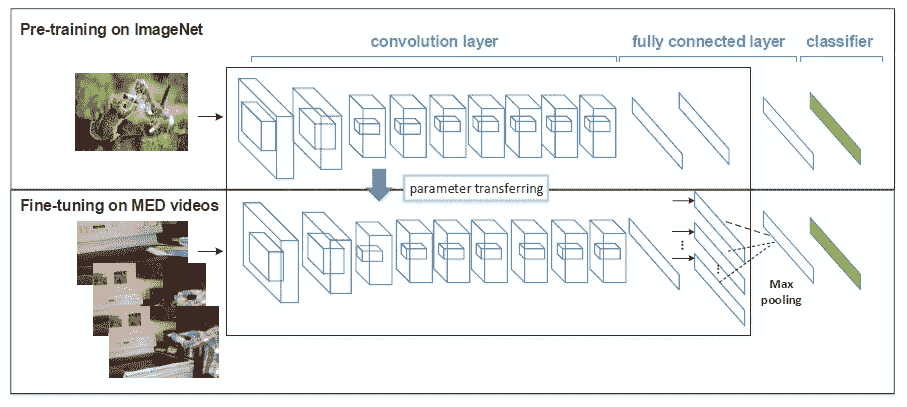 Pre-training on ImageNet
convolution layer
fully connected layer
classifier
parameter transferring
Fine-tuning on MED videos
Max
pooling